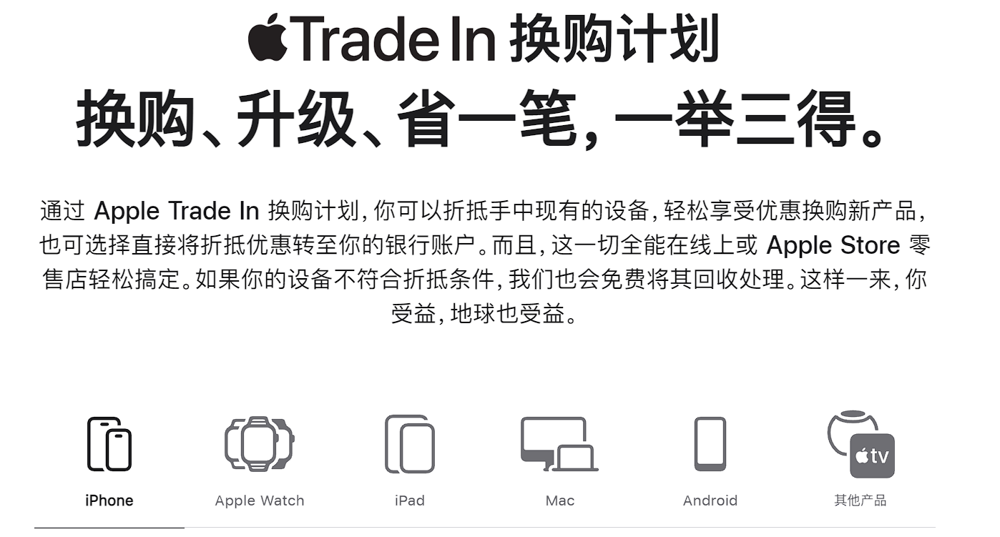 Trade In 换购计划
换购、升级、省一笔,一举三得。
通过 Apple Trade In 换购计划,你可以折抵手中现有的设备,轻松享受优惠换购新产品,
也可选择直接将折抵优惠转至你的银行账户。而且,这一切全能在线上或 Apple Store 零
售店轻松搞定。如果你的设备不符合折抵条件,我们也会免费将其回收处理。这样一来,你
受益,地球也受益。
tv
iPhone
Apple Watch
iPad
Mac
Android
其他产品